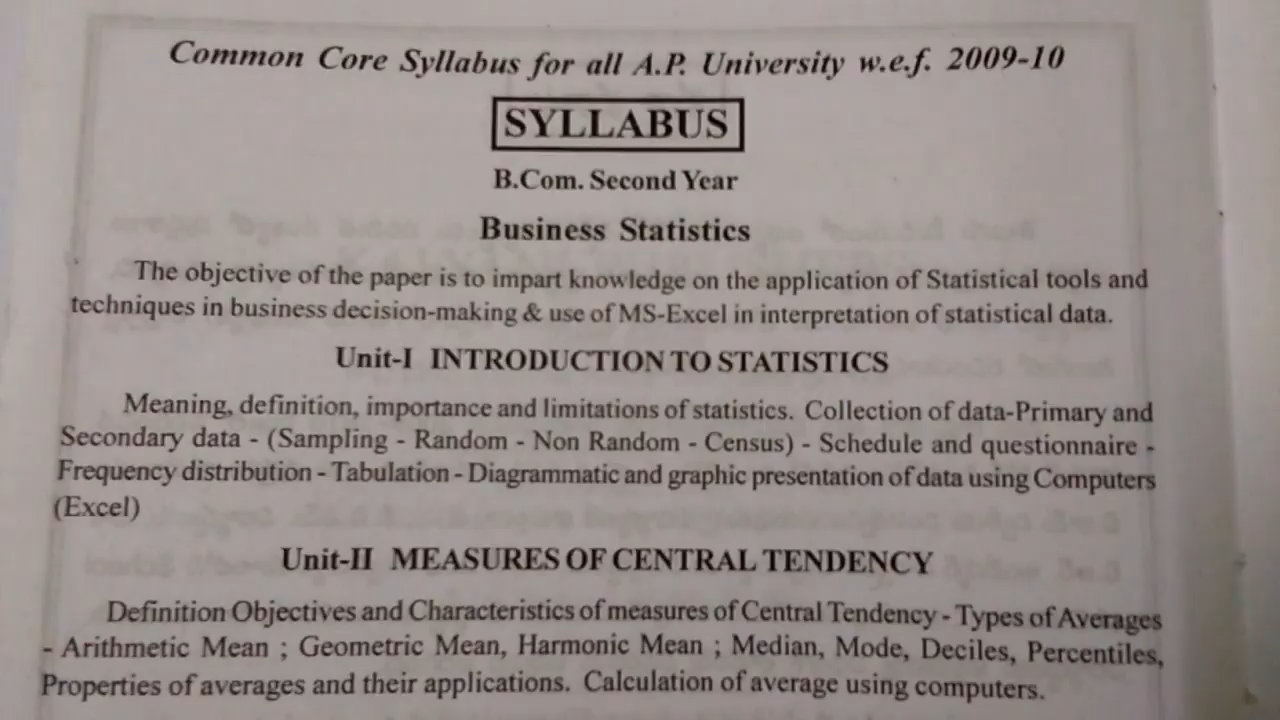 Common Core Syllabus for all A.P. University w.e.f. 2009-10
SYLLABUS
B.Com. Second Year
Business Statistics
The objective of the paper is to impart knowledge on the application of Statistical tools and
techniques in business decision-making & use of MS-Excel in interpretation of statistical data.
Unit-I INTRODUCTION TO STATISTICS
Meaning, definition, importance and limitations of statistics. Collection of data-Primary and
Secondary data - (Sampling - Random - Non Random - Census) - Schedule and questionnaire -
Frequency distribution - Tabulation - Diagrammatic and graphic presentation of data using Computers
(Excel)
Unit-II MEASURES OF CENTRAL TENDENCY
Definition Objectives and Characteristics of measures of Central Tendency - Types of Averages
- Arithmetic Mean ; Geometric Mean, Harmonic Mean ; Median, Mode, Deciles, Percentiles,
Properties of averages and their applications. Calculation of average using computers.